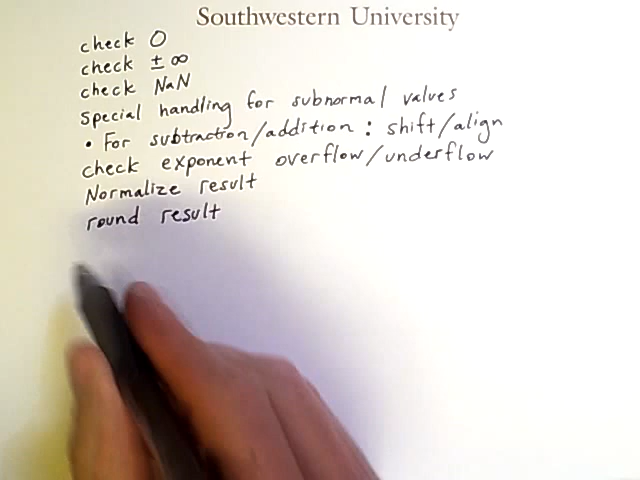 Southwestern University
check 0
check ± ∞
check NaN
Special handling for subnormal values
• For subtraction/addition: shift/align
check exponent overflow/underflow
Normalize result
round result